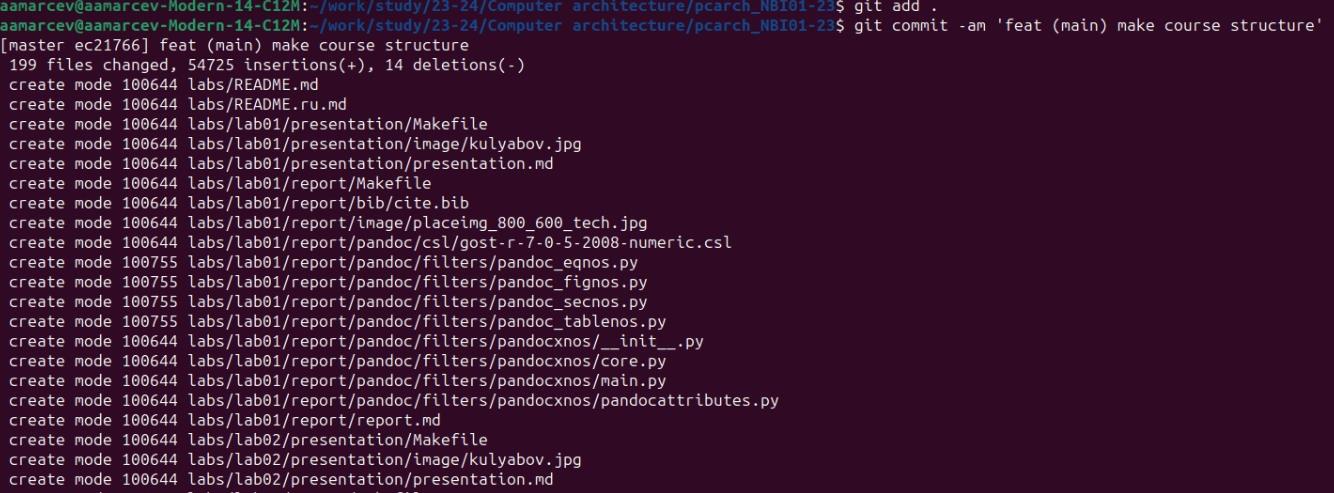 aamarcev@aamarcev-Modern-14-C12M:~/work/study/23-24/Computer architecture/pcarch_NBI01-23$ git add .
aamarcev@aamarcev-Modern-14-C12M:~/work/study/23-24/Computer architecture/pcarch_NBI01-23$ git commit -am 'feat (main) make course structure'
[master ec21766] feat (main) make course structure
 199 files changed, 54725 insertions(+), 14 deletions(-)
 create mode 100644 labs/README.md
 create mode 100644 labs/README.ru.md
 create mode 100644 labs/lab01/presentation/Makefile
 create mode 100644 labs/lab01/presentation/image/kulyabov.jpg
 create mode 100644 labs/lab01/presentation/presentation.md
 create mode 100644 labs/lab01/report/Makefile
 create mode 100644 labs/lab01/report/bib/cite.bib
 create mode 100644 labs/lab01/report/image/placeimg_800_600_tech.jpg
 create mode 100644 labs/lab01/report/pandoc/csl/gost-r-7-0-5-2008-numeric.csl
 create mode 100755 labs/lab01/report/pandoc/filters/pandoc_eqnos.py
 create mode 100755 labs/lab01/report/pandoc/filters/pandoc_fignos.py
 create mode 100755 labs/lab01/report/pandoc/filters/pandoc_secnos.py
 create mode 100755 labs/lab01/report/pandoc/filters/pandoc_tablenos.py
 create mode 100644 labs/lab01/report/pandoc/filters/pandocxnos/__init__.py
 create mode 100644 labs/lab01/report/pandoc/filters/pandocxnos/core.py
 create mode 100644 labs/lab01/report/pandoc/filters/pandocxnos/main.py
 create mode 100644 labs/lab01/report/pandoc/filters/pandocxnos/pandocattributes.py
 create mode 100644 labs/lab01/report/report.md
 create mode 100644 labs/lab02/presentation/Makefile
 create mode 100644 labs/lab02/presentation/image/kulyabov.jpg
 create mode 100644 labs/lab02/presentation/presentation.md